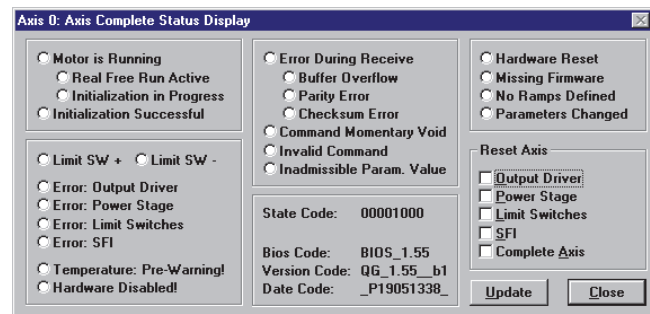 Axis 0: Axis Complete Status Display
Motor is Running
Real Free Run Active
Initialization in Progress
Initialization Successful
Limit SW + Limit SW -
Error: Output Driver
Error: Power Stage
Error: Limit Switches
Error: SFI
Temperature: Pre-Warning!
Hardware Disabled!
Error During Receive
Buffer Overflow
Parity Error
Checksum Error
Command Momentary Void
Invalid Command
Inadmissible Param. Value
State Code: 00001000
Bios Code: BIOS_1.55
Version Code: QG_1.55__b1
Date Code: _P19051338_
Hardware Reset
Missing Firmware
No Ramps Defined
Parameters Changed
Reset Axis
Output Driver
Power Stage
Limit Switches
SFI
Complete Axis
Update Close